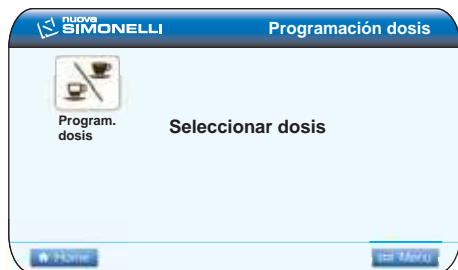 nuova
SIMONELLI
Programación dosis
Program.
dosis
Seleccionar dosis
Home
Menu